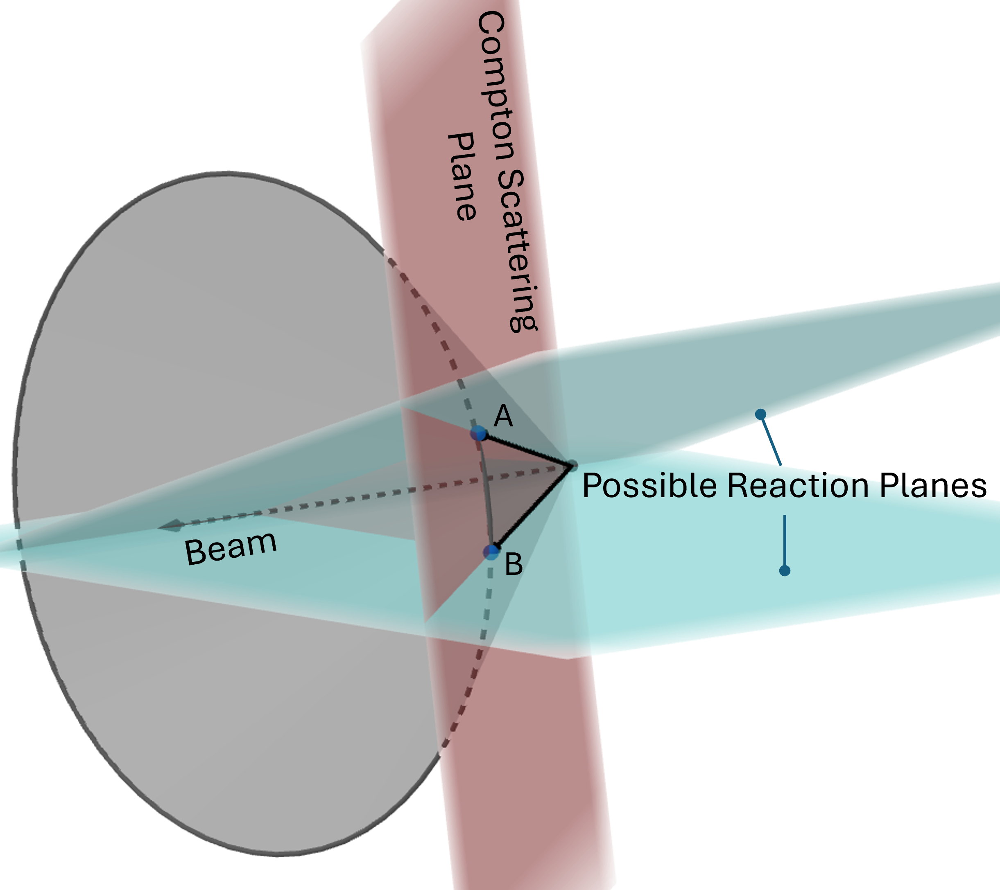 Compton Scattering
Plane
A
Possible Reaction Planes
Beam
B